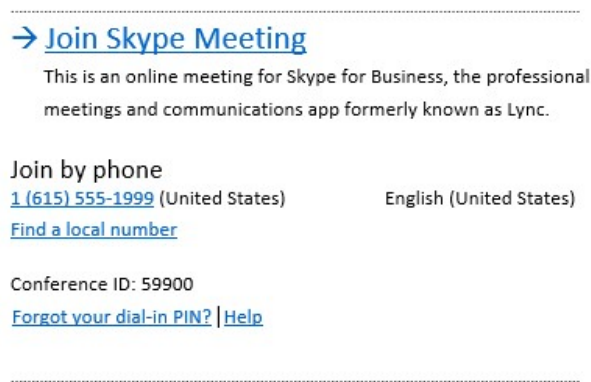 → Join Skype Meeting
This is an online meeting for Skype for Business, the professional
meetings and communications app formerly known as Lync.
Join by phone
1 (615) 555-1999 (United States) English (United States)
Find a local number
Conference ID: 59900
Forgot your dial-in PIN? | Help